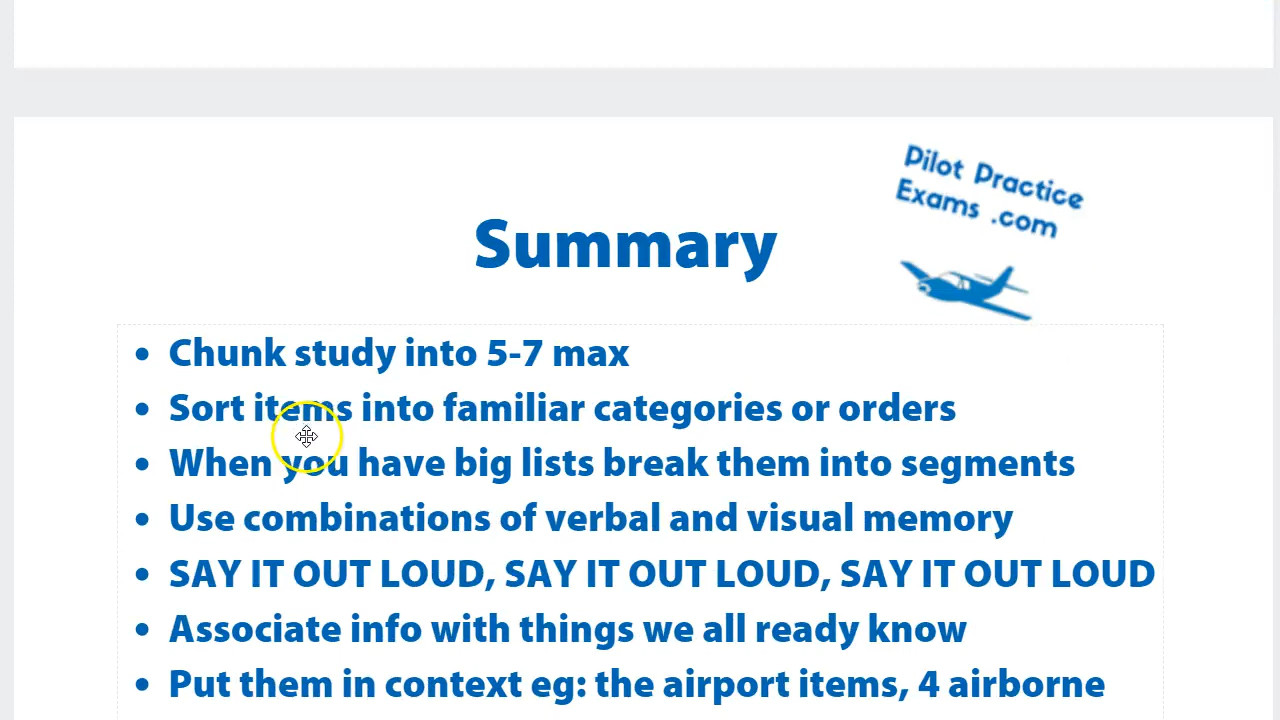 Pilot Practice
Exams .com
Summary
• Chunk study into 5-7 max
• Sort items into familiar categories or orders
• When you have big lists break them into segments
• Use combinations of verbal and visual memory
• SAY IT OUT LOUD, SAY IT OUT LOUD, SAY IT OUT LOUD
• Associate info with things we all ready know
• Put them in context eg: the airport items, 4 airborne